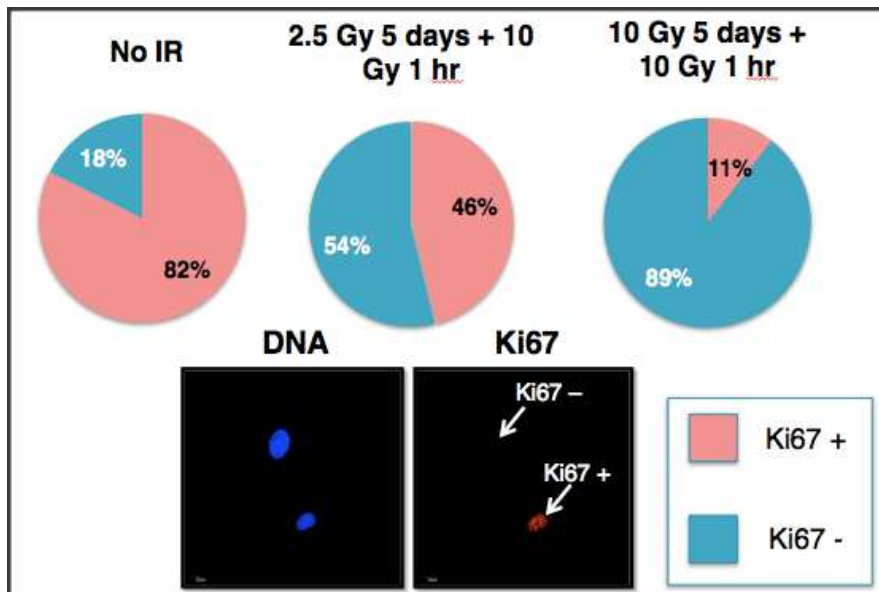 No IR
2.5 Gy 5 days + 10
Gy 1 hr
10 Gy 5 days +
10 Gy 1 hr
18%
82%
54%
46%
11%
89%
DNA
Ki67
Ki67 –
Ki67 +
Ki67 +
Ki67 -